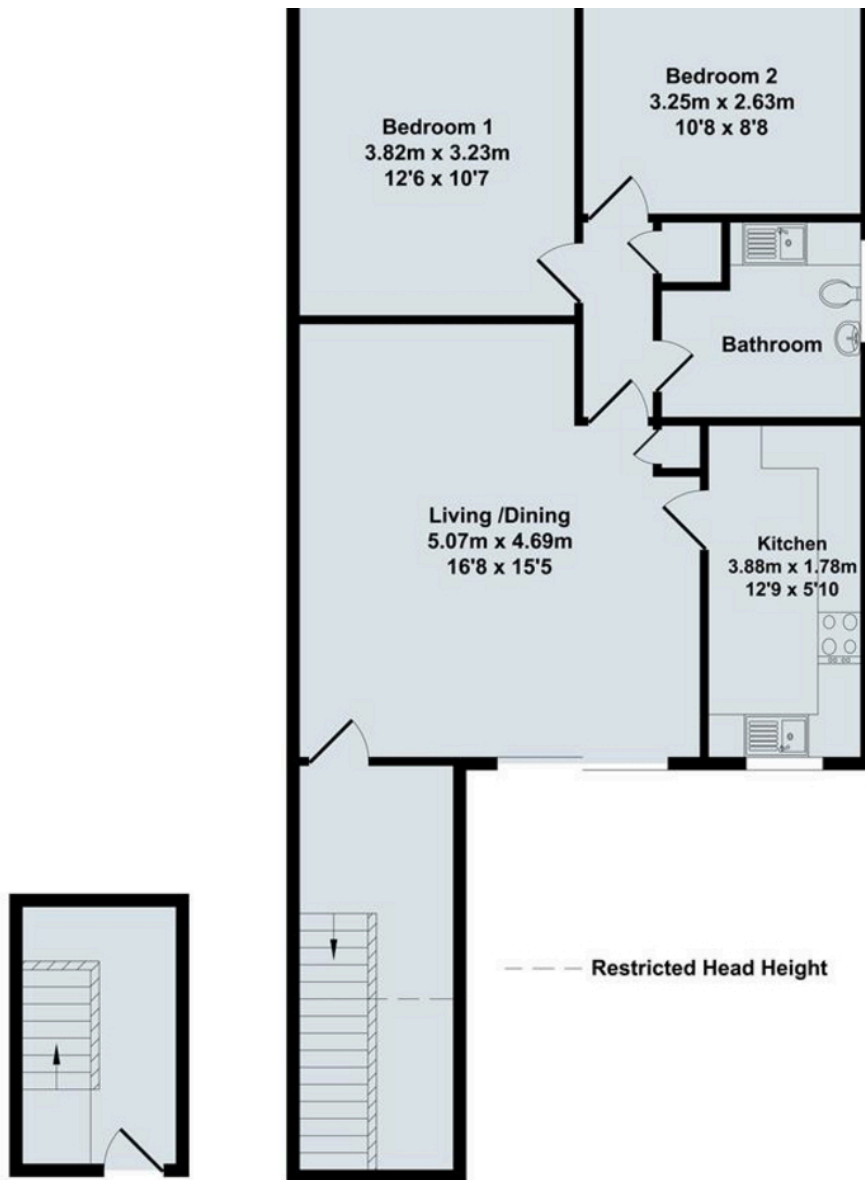 Bedroom 1
3.82m x 3.23m
12'6 x 10'7
Bedroom 2
3.25m x 2.63m
10'8 x 8'8
Bathroom
Living /Dining
5.07m x 4.69m
16'8 x 15'5
Kitchen
3.88m x 1.78m
12'9 x 5'10
Restricted Head Height